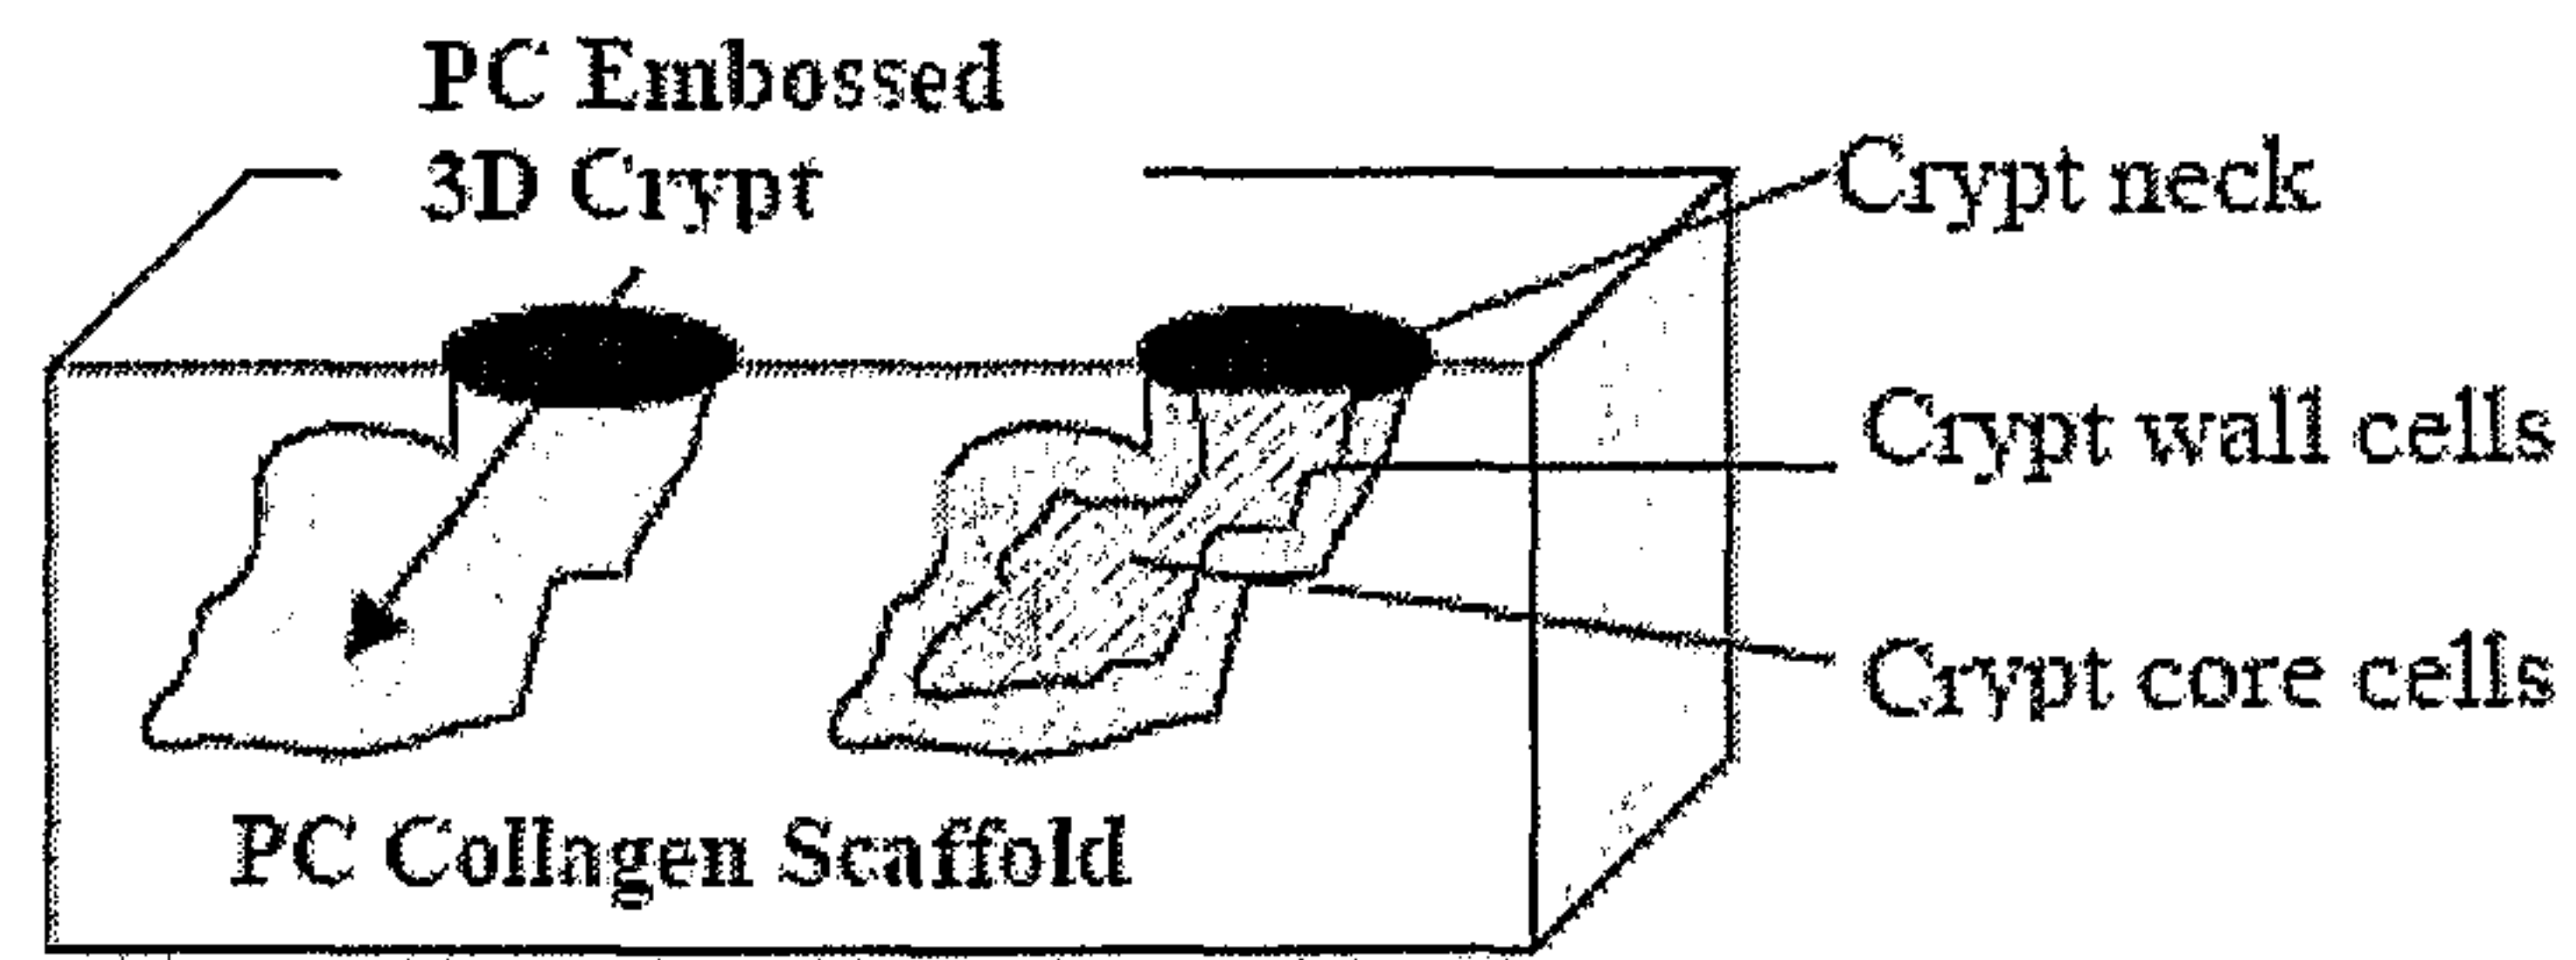 PC Embossed
3D Crypt
Crypt neck
Crypt wall cells
Crypt core cells
PC Collagen Scaffold